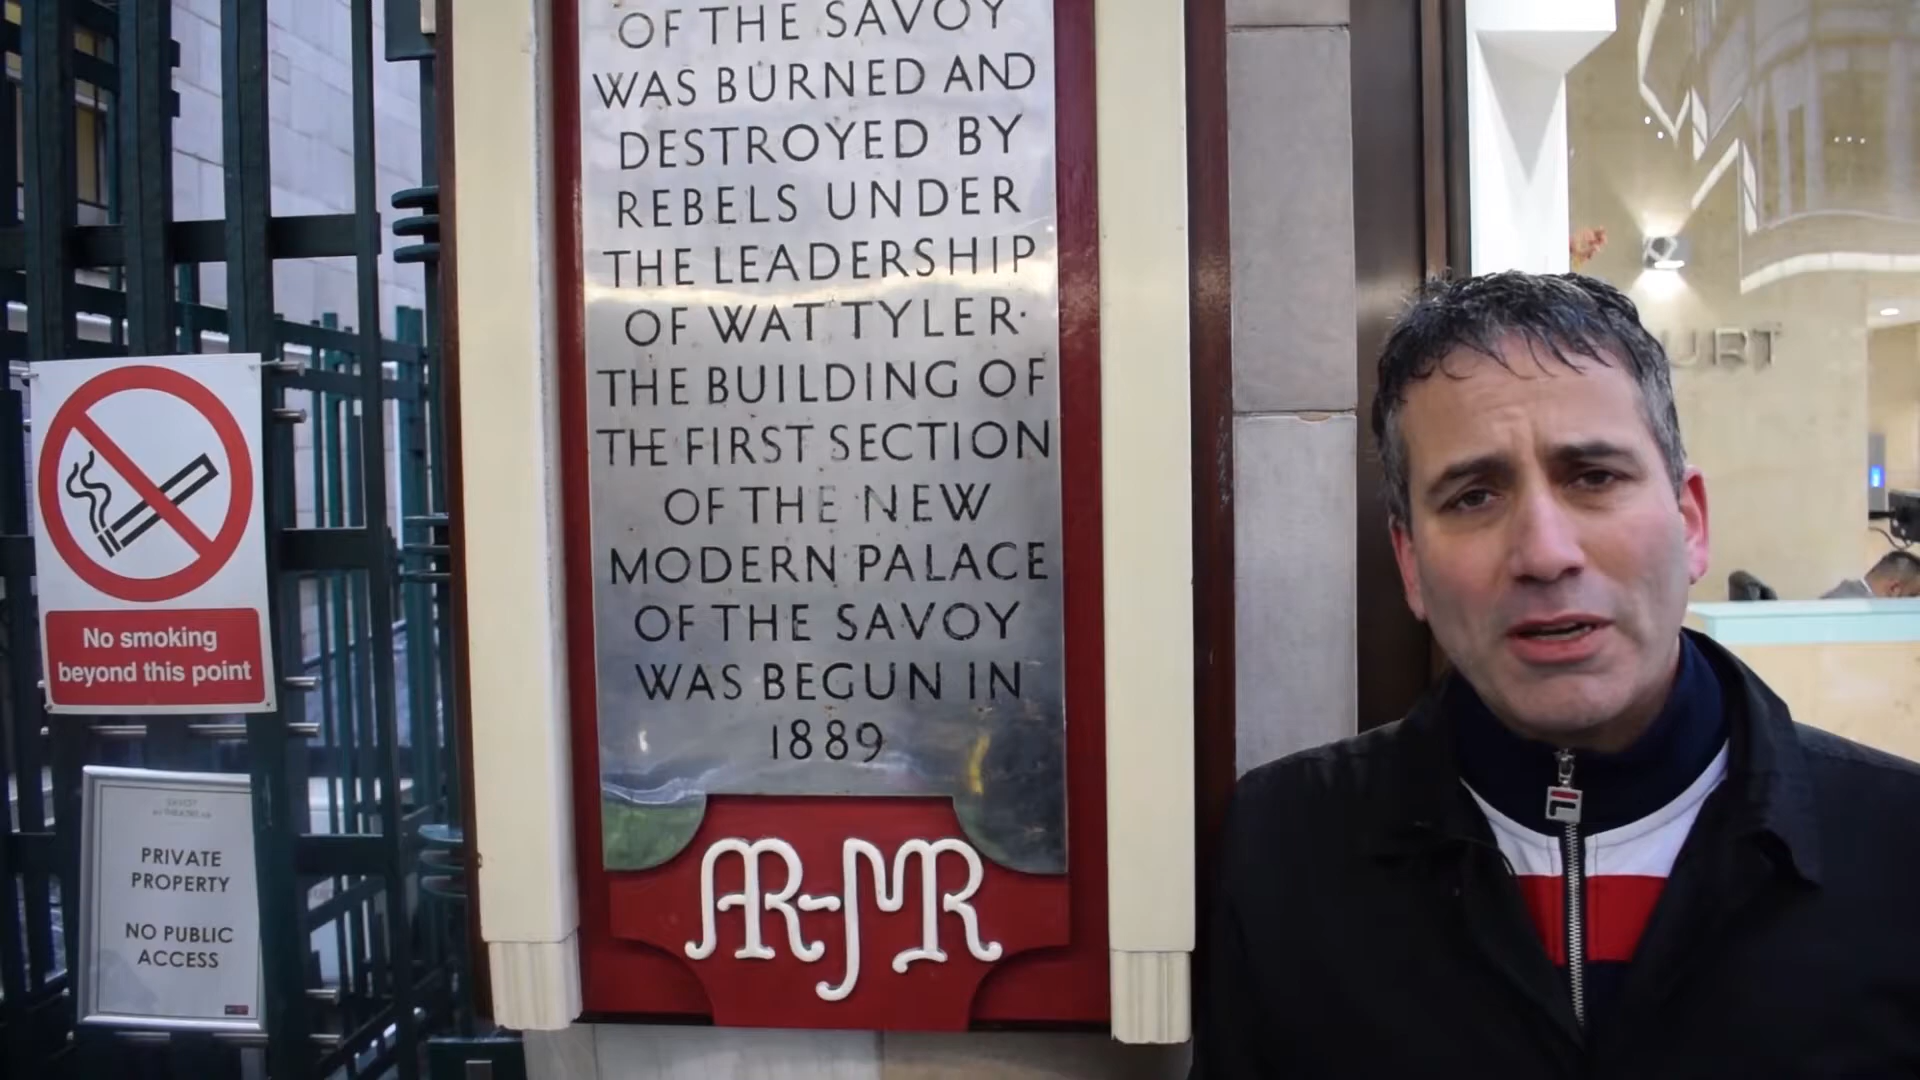 OF THE SAVOY
WAS BURNED AND
DESTROYED BY
REBELS UNDER
THE LEADERSHIP
OF WAT TYLER·
THE BUILDING OF
THE FIRST SECTION
OF THE NEW
MODERN PALACE
OF THE SAVOY
WAS BEGUN IN
1889
No smoking
beyond this point
SAVOY
PRIVATE
PROPERTY
NO PUBLIC
ACCESS
URT